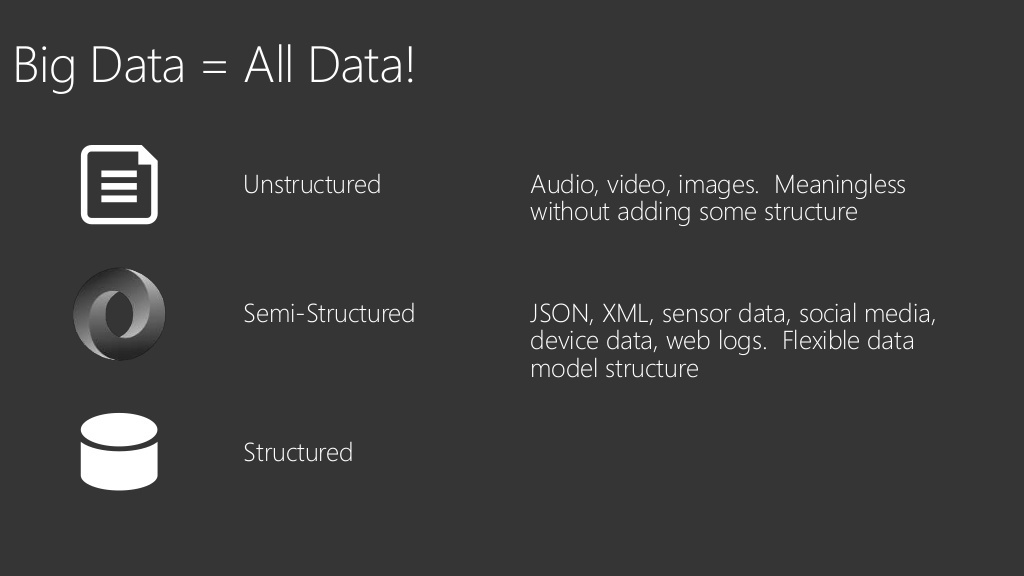 Big Data = All Data!
Unstructured
Audio, video, images.  Meaningless
without adding some structure
Semi-Structured
JSON, XML, sensor data, social media,
device data, web logs.  Flexible data
model structure
Structured